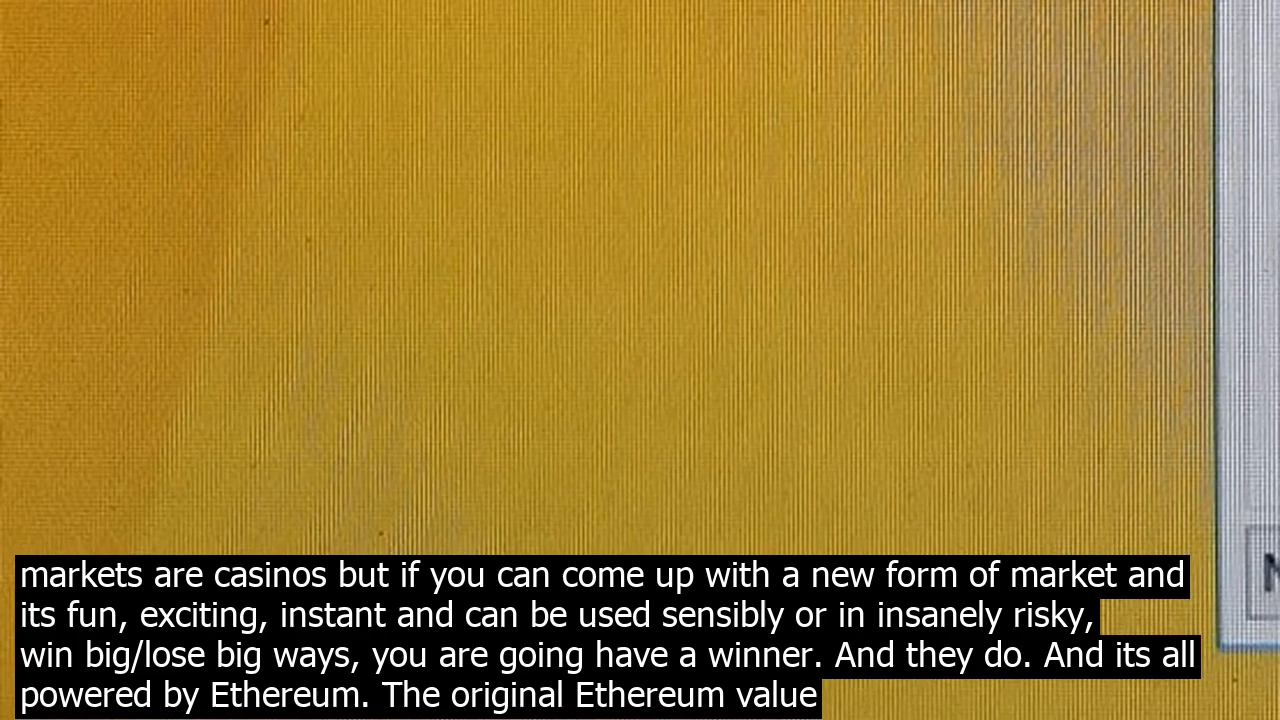 markets are casinos but if you can come up with a new form of market and
its fun, exciting, instant and can be used sensibly or in insanely risky,
win big/lose big ways, you are going have a winner. And they do. And its all
powered by Ethereum. The original Ethereum value